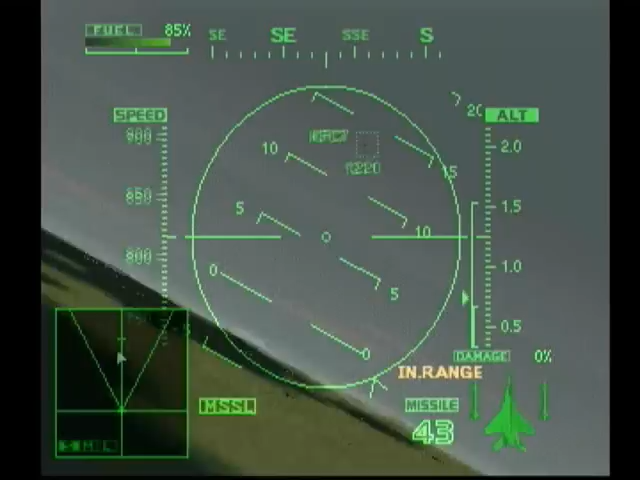 FUEL 85%
SE SE SSE S
SPEED
ALT
20
900
2.0
10
15
850
5
1.5
10
800
0
1.0
5
5
0.5
0
DAMAGE 0%
IN.RANGE
MSSL
MISSILE
43